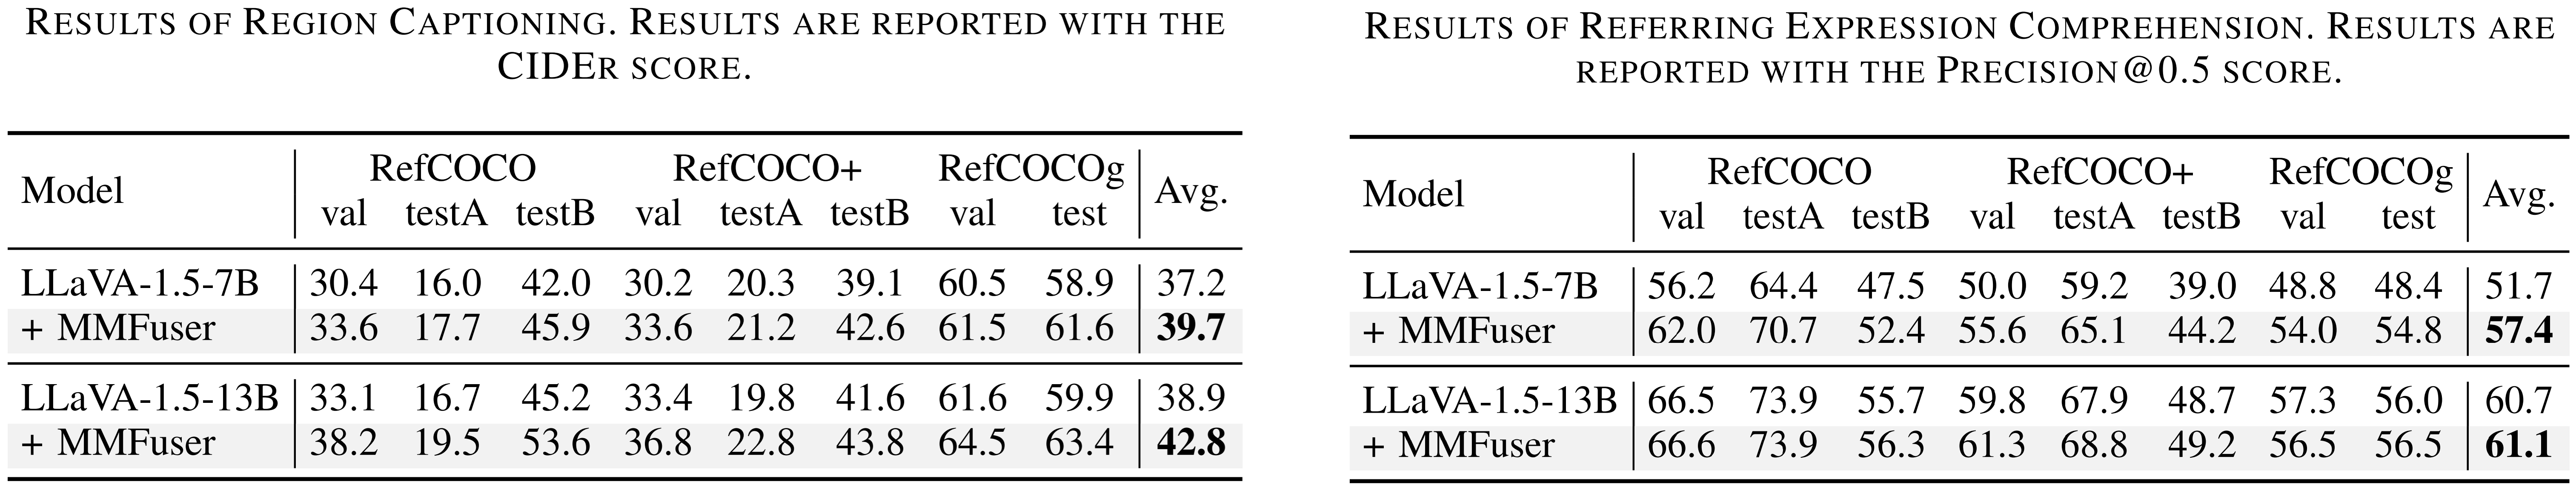 RESULTS OF REGION CAPTIONING. RESULTS ARE REPORTED WITH THE
CIDER SCORE.
Model RefCOCO RefCOCO+ RefCOCOg Avg.
val testA testB val testA testB val test
LLaVA-1.5-7B 30.4 16.0 42.0 30.2 20.3 39.1 60.5 58.9 37.2
+ MMFuser 33.6 17.7 45.9 33.6 21.2 42.6 61.5 61.6 39.7
LLaVA-1.5-13B 33.1 16.7 45.2 33.4 19.8 41.6 61.6 59.9 38.9
+ MMFuser 38.2 19.5 53.6 36.8 22.8 43.8 64.5 63.4 42.8
RESULTS OF REFERRING EXPRESSION COMPREHENSION. RESULTS ARE
REPORTED WITH THE PRECISION@0.5 SCORE.
Model RefCOCO RefCOCO+ RefCOCOg Avg.
val testA testB val testA testB val test
LLaVA-1.5-7B 56.2 64.4 47.5 50.0 59.2 39.0 48.8 48.4 51.7
+ MMFuser 62.0 70.7 52.4 55.6 65.1 44.2 54.0 54.8 57.4
LLaVA-1.5-13B 66.5 73.9 55.7 59.8 67.9 48.7 57.3 56.0 60.7
+ MMFuser 66.6 73.9 56.3 61.3 68.8 49.2 56.5 56.5 61.1